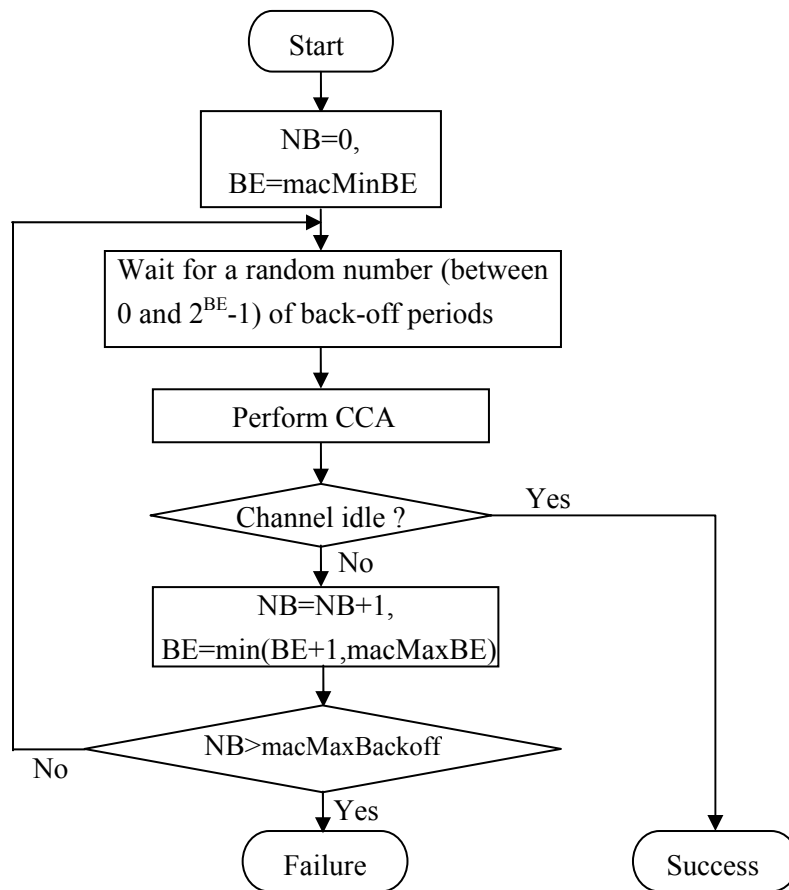 Start
NB=0,
BE=macMinBE
Wait for a random number (between
0 and 2^BE-1) of back-off periods
Perform CCA
Channel idle ?
Yes
No
NB=NB+1,
BE=min(BE+1,macMaxBE)
NB>macMaxBackoff
No
Yes
Failure
Success